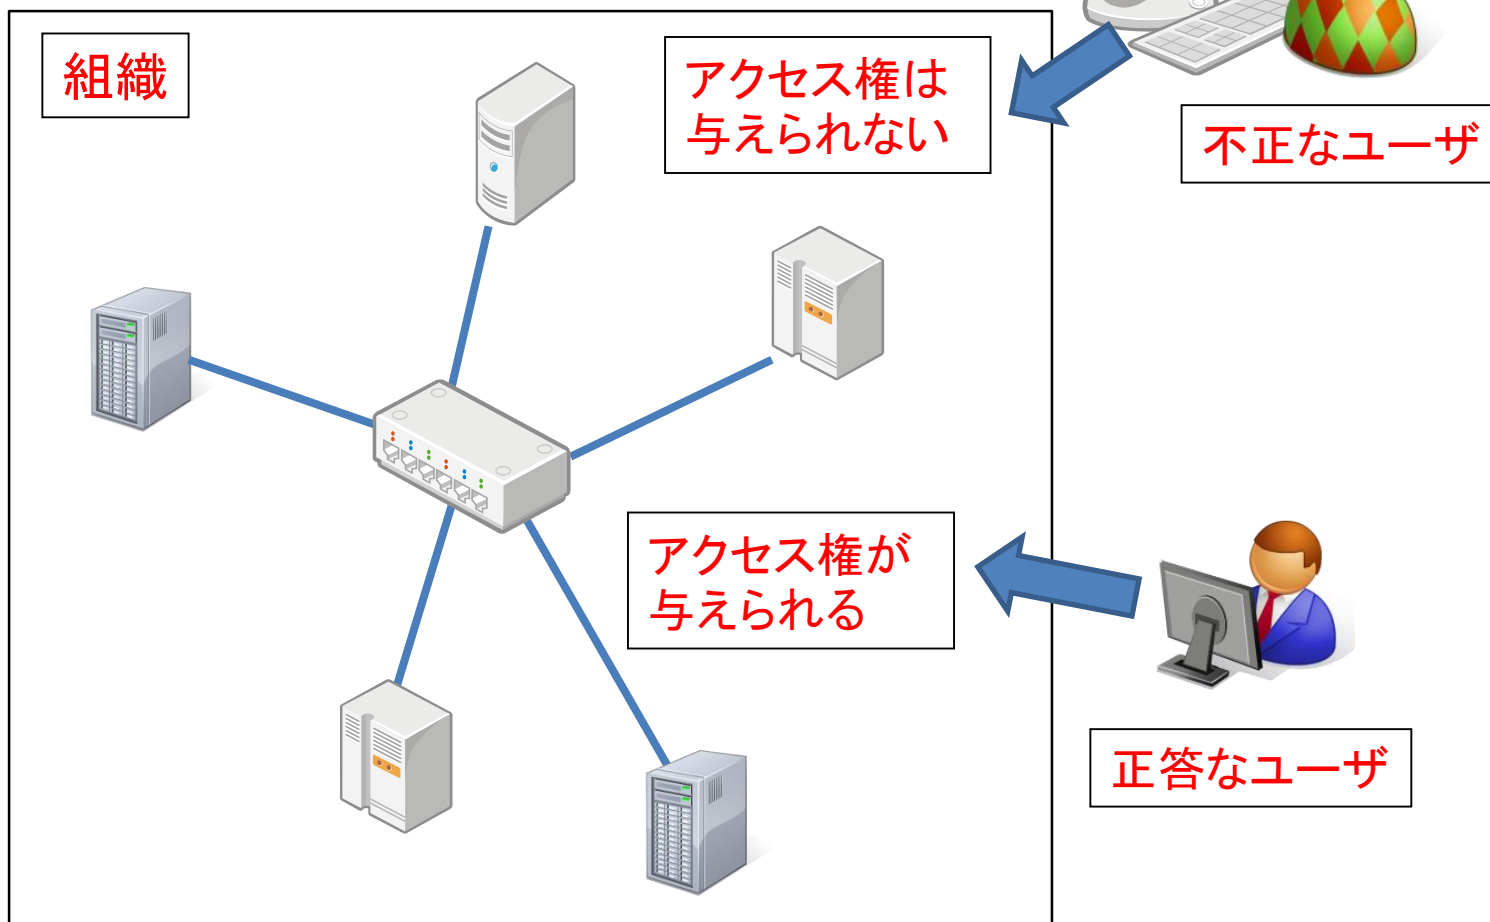 組織
アクセス権は
与えられない
不正なユーザ
アクセス権が
与えられる
正答なユーザ